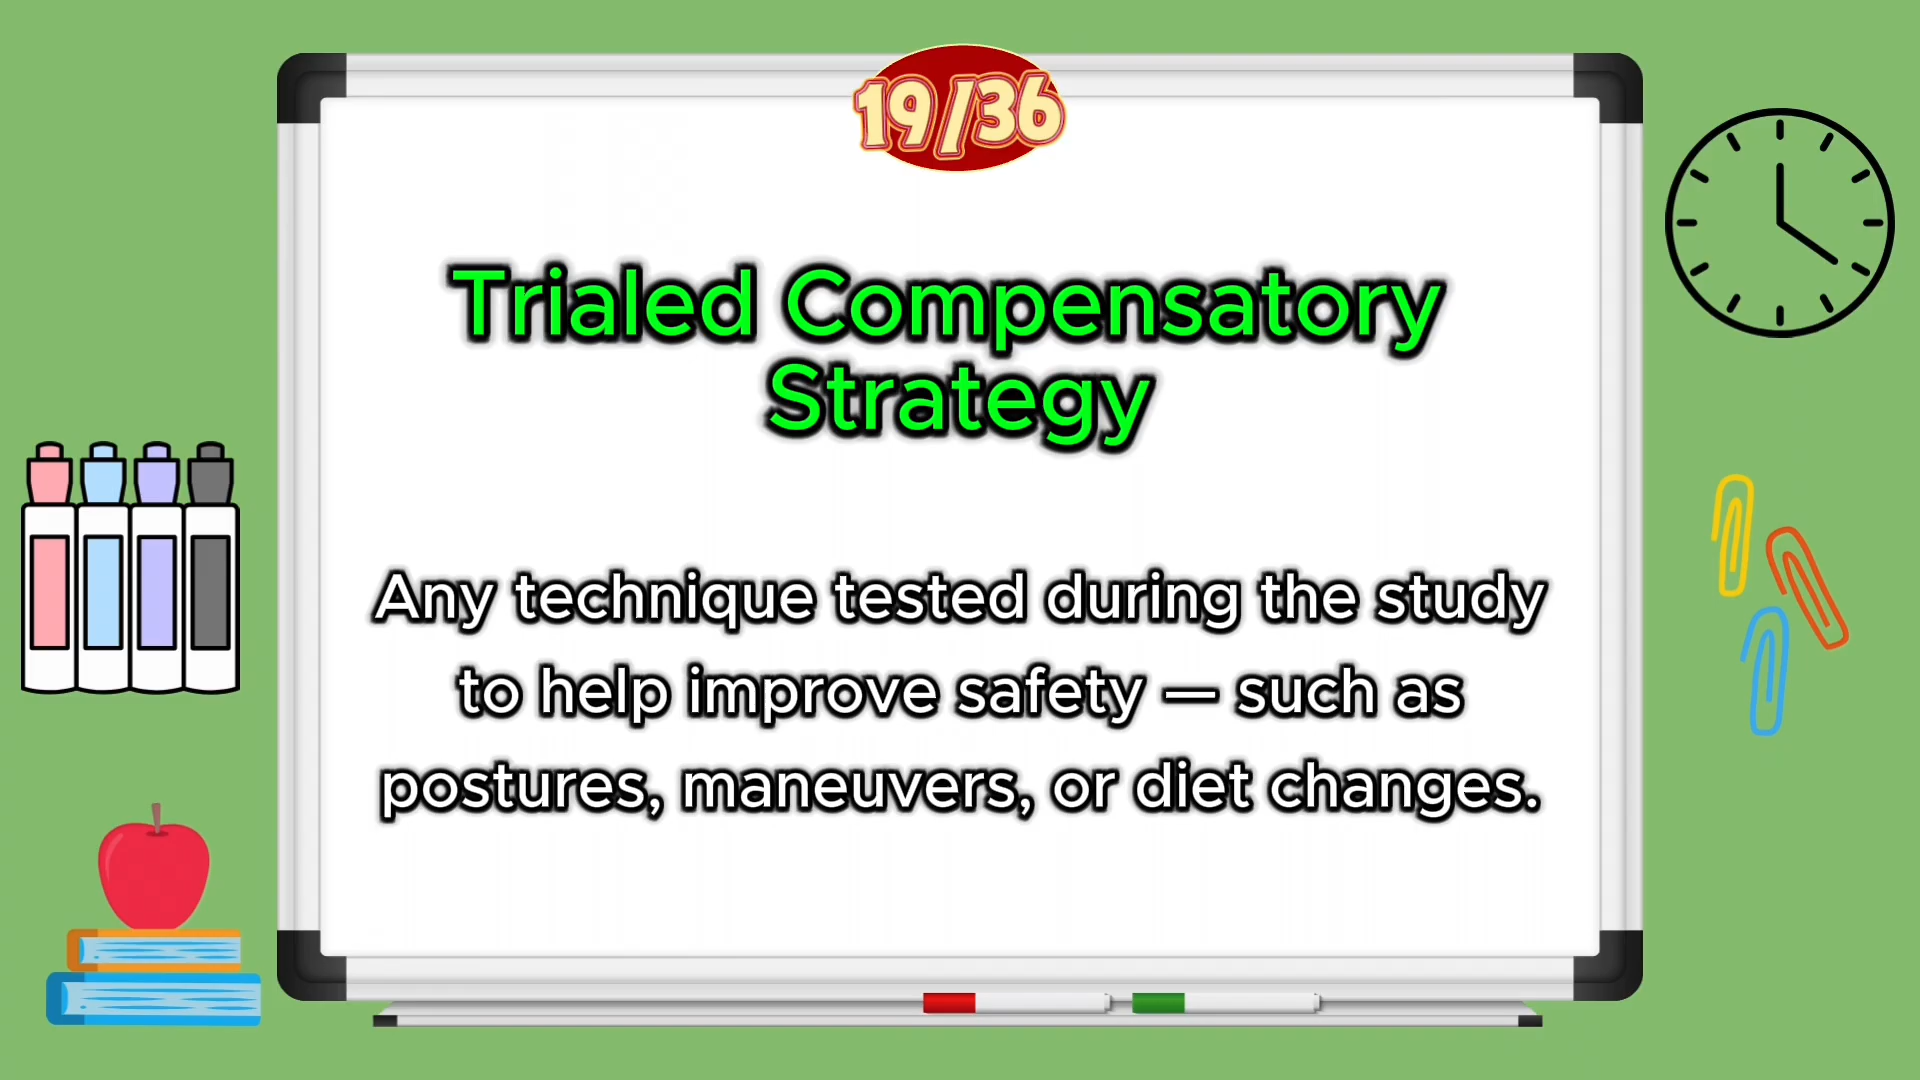 19/36
Trialed Compensatory
Strategy
Any technique tested during the study
to help improve safety — such as
postures, maneuvers, or diet changes.